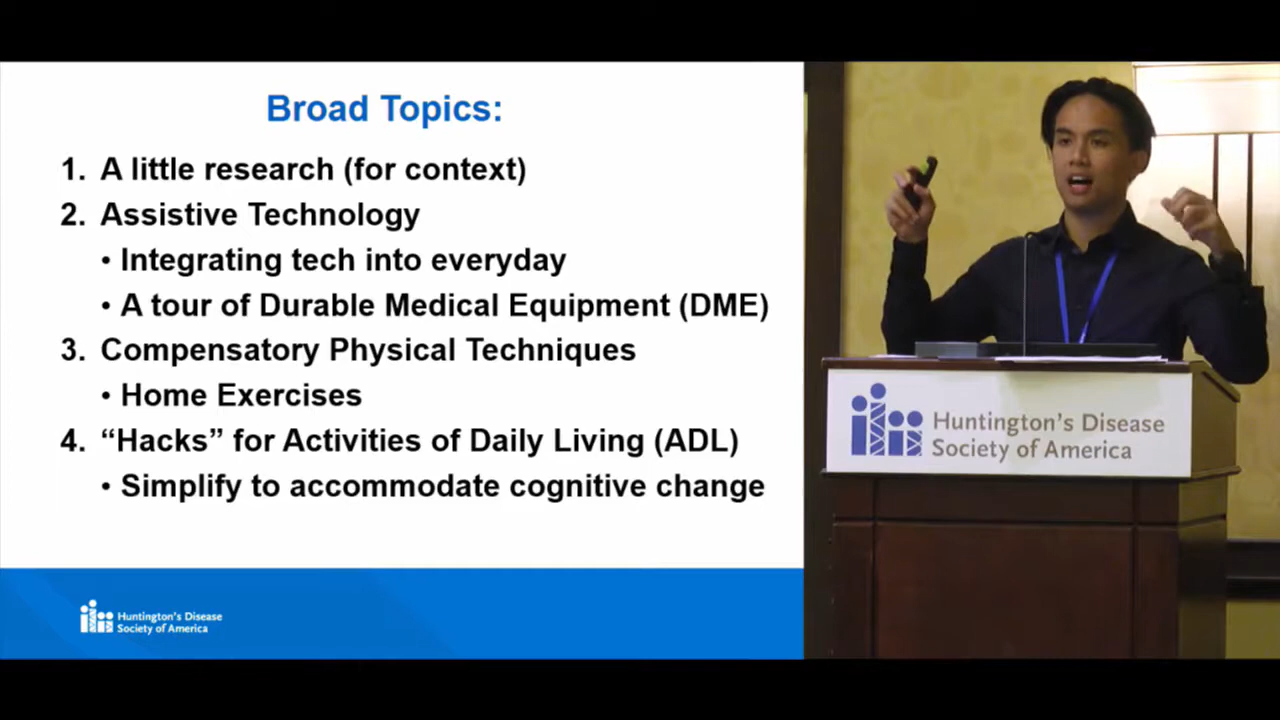 Broad Topics:
1. A little research (for context)
2. Assistive Technology
• Integrating tech into everyday
• A tour of Durable Medical Equipment (DME)
3. Compensatory Physical Techniques
• Home Exercises
4. “Hacks” for Activities of Daily Living (ADL)
• Simplify to accommodate cognitive change
Huntington's Disease
Society of America
Huntington's Disease
Society of America